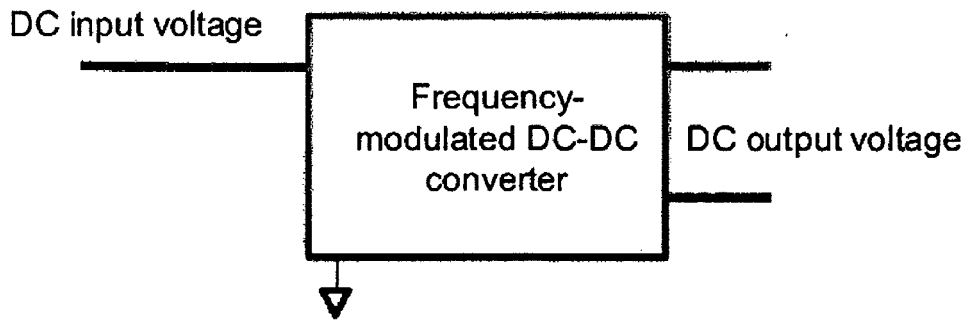 DC input voltage
Frequency-
modulated DC-DC
converter
DC output voltage